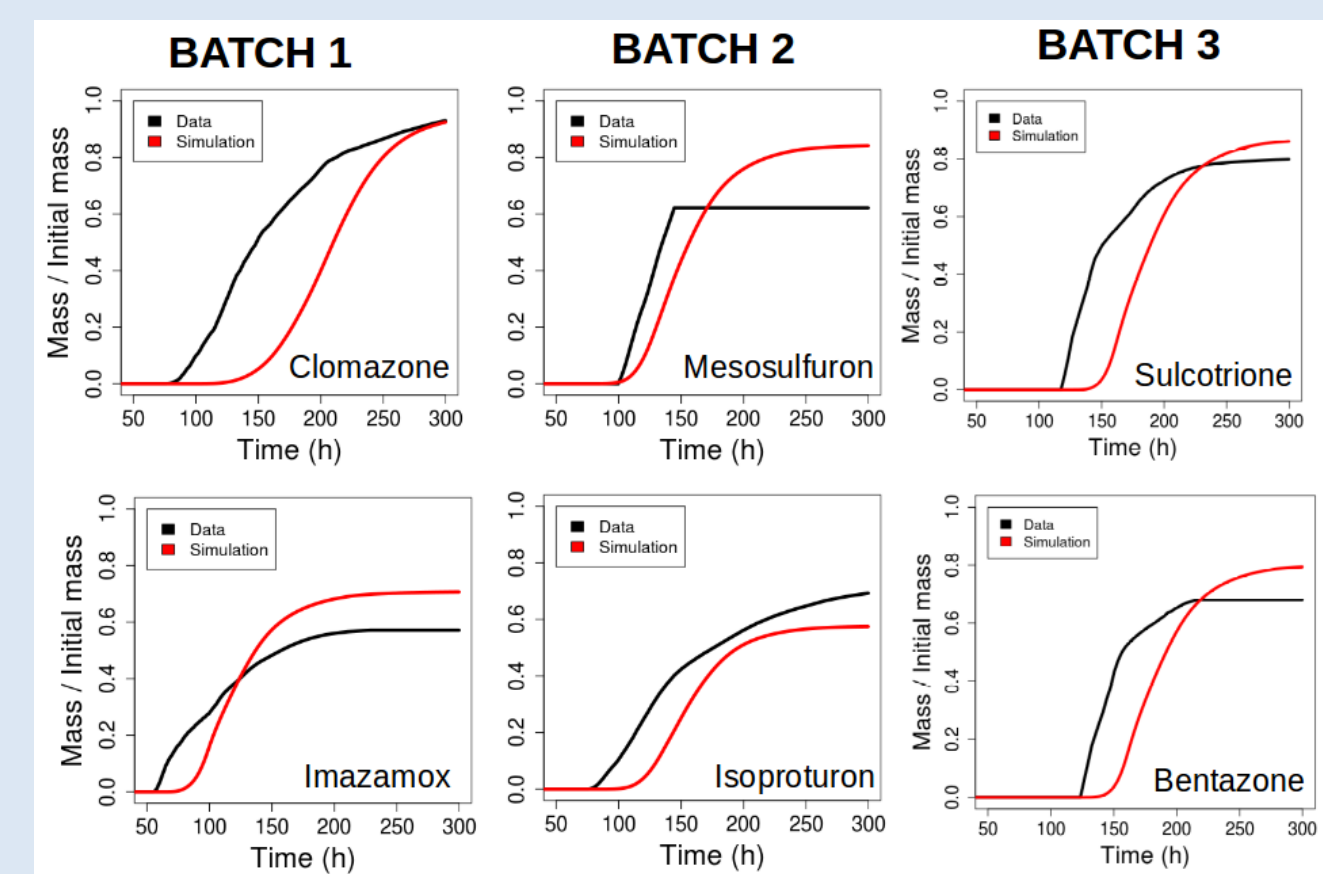 BATCH 1
BATCH 2
BATCH 3
1.0
0.8
0.6
0.4
0.2
0.0
Mass / Initial mass
Data
Simulation
Clomazone
50 100 150 200 250 300
Time (h)
1.0
0.8
0.6
0.4
0.2
0.0
Data
Simulation
Mesosulfuron
50 100 150 200 250 300
Time (h)
1.0
0.8
0.6
0.4
0.2
0.0
Mass / Initial mass
Data
Simulation
Sulcotrione
50 100 150 200 250 300
Time (h)
1.0
0.8
0.6
0.4
0.2
0.0
Mass / Initial mass
Data
Simulation
Imazamox
50 100 150 200 250 300
Time (h)
1.0
0.8
0.6
0.4
0.2
0.0
Data
Simulation
Isoproturon
50 100 150 200 250 300
Time (h)
1.0
0.8
0.6
0.4
0.2
0.0
Mass / Initial mass
Data
Simulation
Bentazone
50 100 150 200 250 300
Time (h)